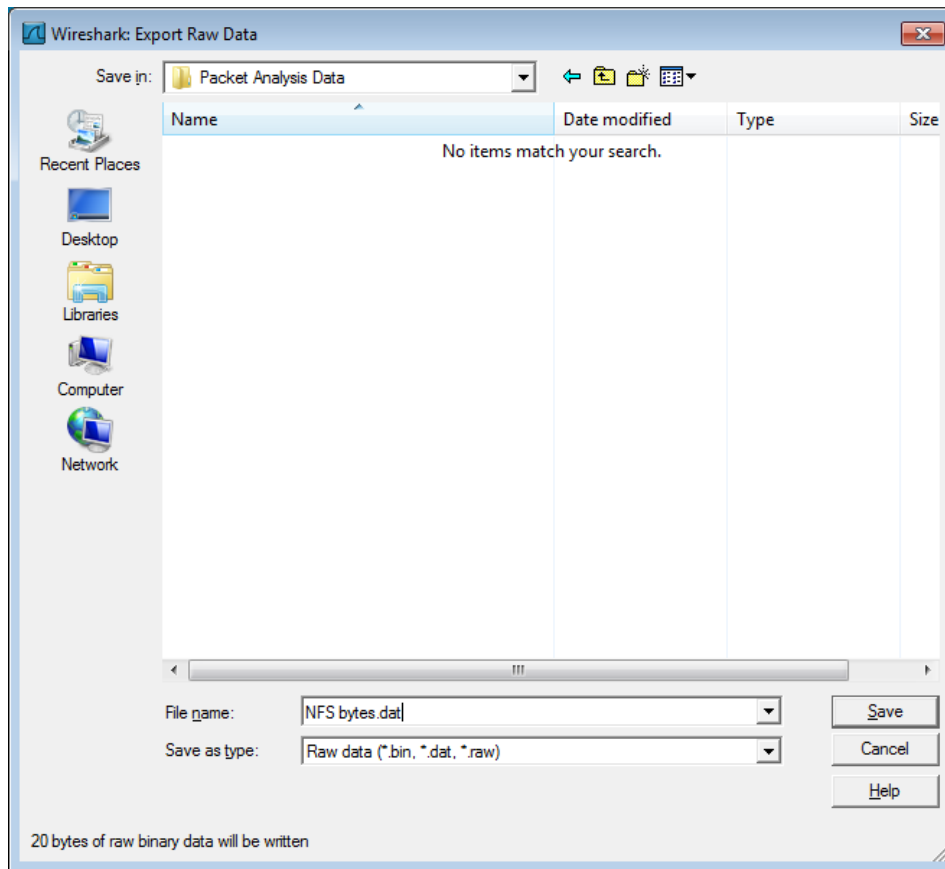 Wireshark: Export Raw Data
Save in: Packet Analysis Data
Name Date modified Type Size
No items match your search.
Recent Places
Desktop
Libraries
Computer
Network
File name: NFS bytes.dat Save
Save as type: Raw data (*.bin, *.dat, *.raw) Cancel
Help
20 bytes of raw binary data will be written